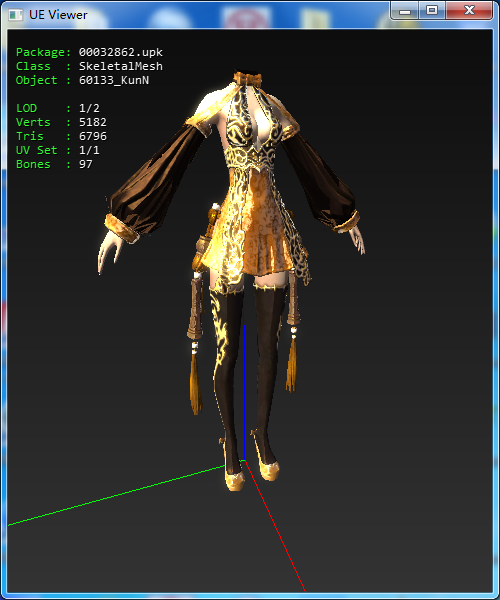 UE Viewer
Package: 00032862.upk
Class : SkeletalMesh
Object : 60133_KunN
LOD : 1/2
Verts : 5182
Tris : 6796
UV Set : 1/1
Bones : 97